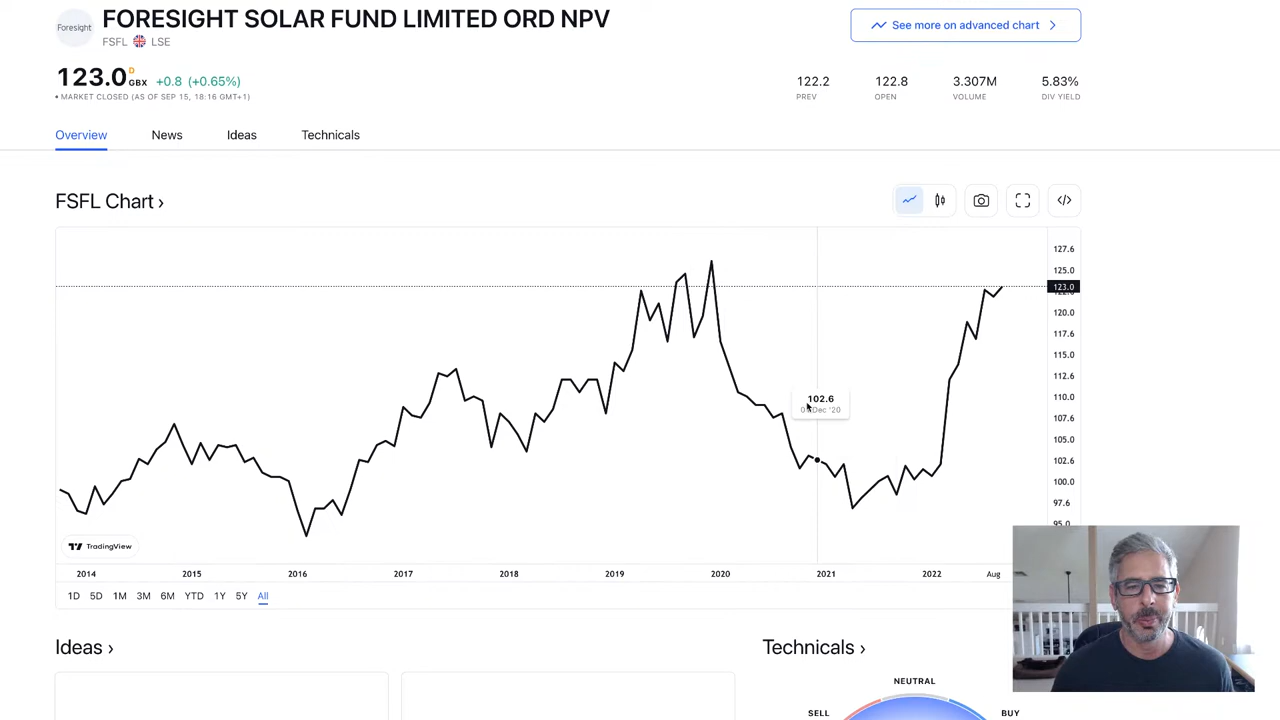 Foresight
FORESIGHT SOLAR FUND LIMITED ORD NPV
FSFL LSE
See more on advanced chart
123.0 D GBX +0.8 (+0.65%)
• MARKET CLOSED (AS OF SEP 15, 18:16 GMT+1)
122.2 122.8 3.307M 5.83%
PREV OPEN VOLUME DIV YIELD
Overview News Ideas Technicals
FSFL Chart ›
127.6
125.0
123.0
120.0
117.6
115.0
112.6
110.0
107.6
105.0
102.6
100.0
97.6
95.0
102.6
Dec '20
TradingView
2014 2015 2016 2017 2018 2019 2020 2021 2022 Aug
1D 5D 1M 3M 6M YTD 1Y 5Y All
Ideas ›
Technicals ›
NEUTRAL
SELL BUY